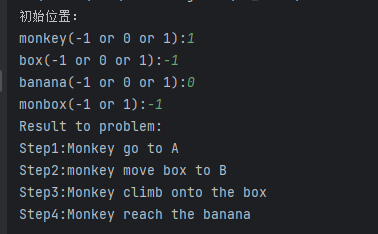 初始位置:
monkey(-1 or 0 or 1):1
box(-1 or 0 or 1):-1
banana(-1 or 0 or 1):0
monbox(-1 or 1):-1
Result to problem:
Step1:Monkey go to A
Step2:monkey move box to B
Step3:Monkey climb onto the box
Step4:Monkey reach the banana